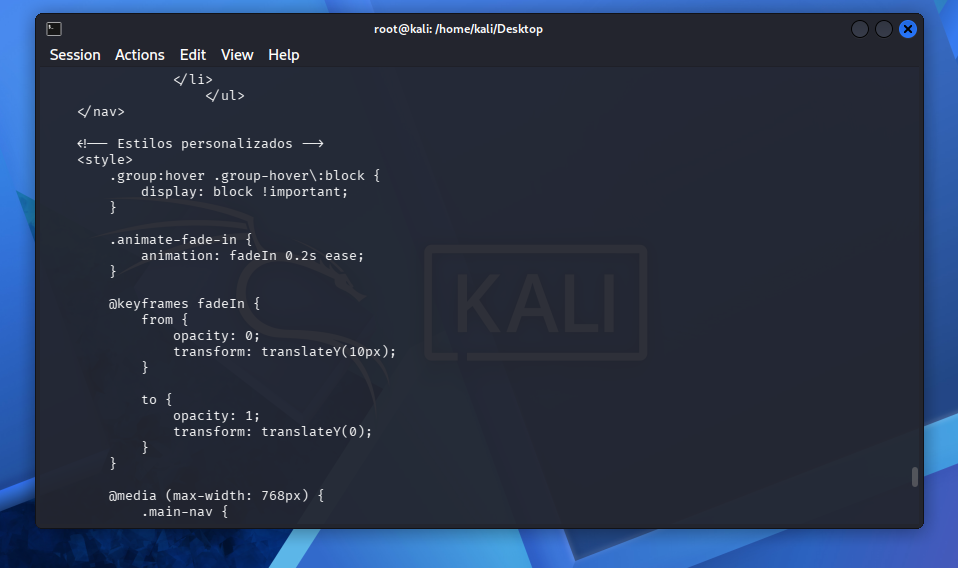 root@kali: /home/kali/Desktop
Session Actions Edit View Help
</li>
</ul>
</nav>
<!-- Estilos personalizados -->
<style>
.group:hover .group-hover\:block {
display: block !important;
}
.animate-fade-in {
animation: fadeIn 0.2s ease;
}
@keyframes fadeIn {
from {
opacity: 0;
transform: translateY(10px);
}
to {
opacity: 1;
transform: translateY(0);
}
}
@media (max-width: 768px) {
.main-nav {
KALI